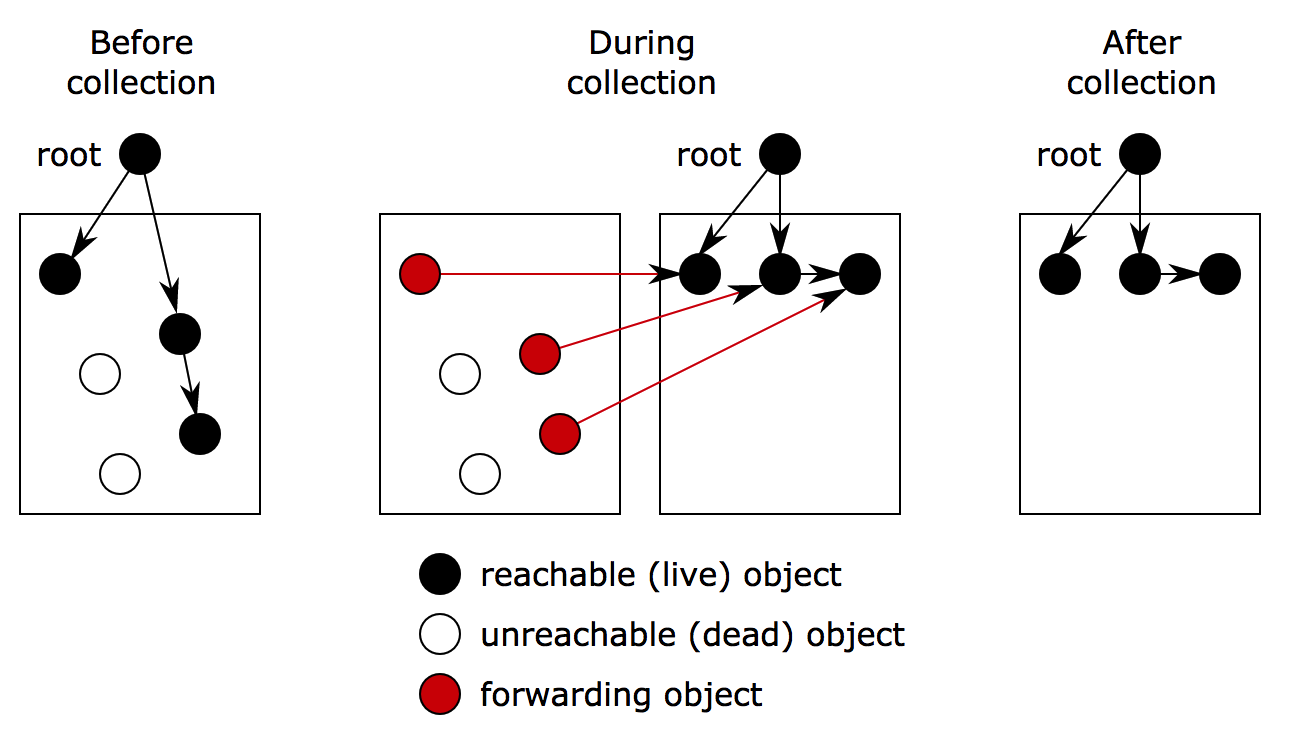 Before
collection
During
collection
After
collection
root
root
root
reachable (live) object
unreachable (dead) object
forwarding object